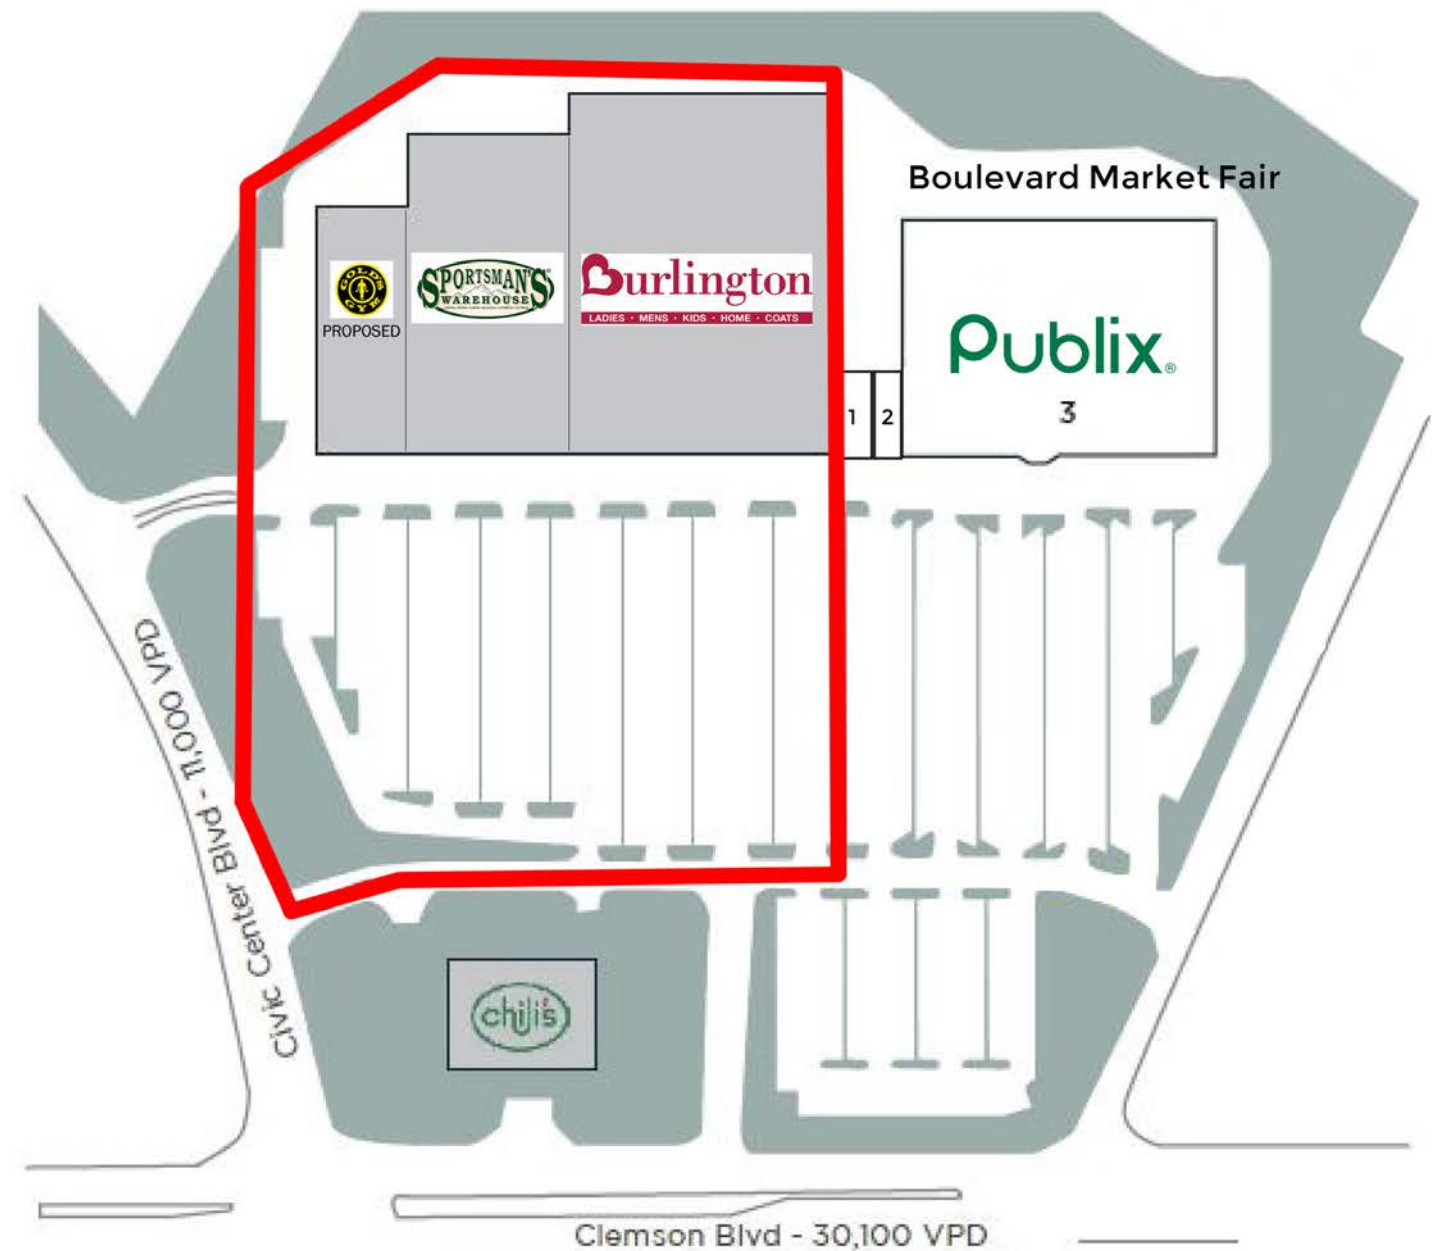 Boulevard Market Fair
GOLD'S
GYM
PROPOSED
SPORTSMAN'S®
WAREHOUSE
Burlington
LADIES • MENS • KIDS • HOME • COATS
Publix®
1
2
3
Civic Center Blvd - 11,000 VPD
chili's
Clemson Blvd - 30,100 VPD